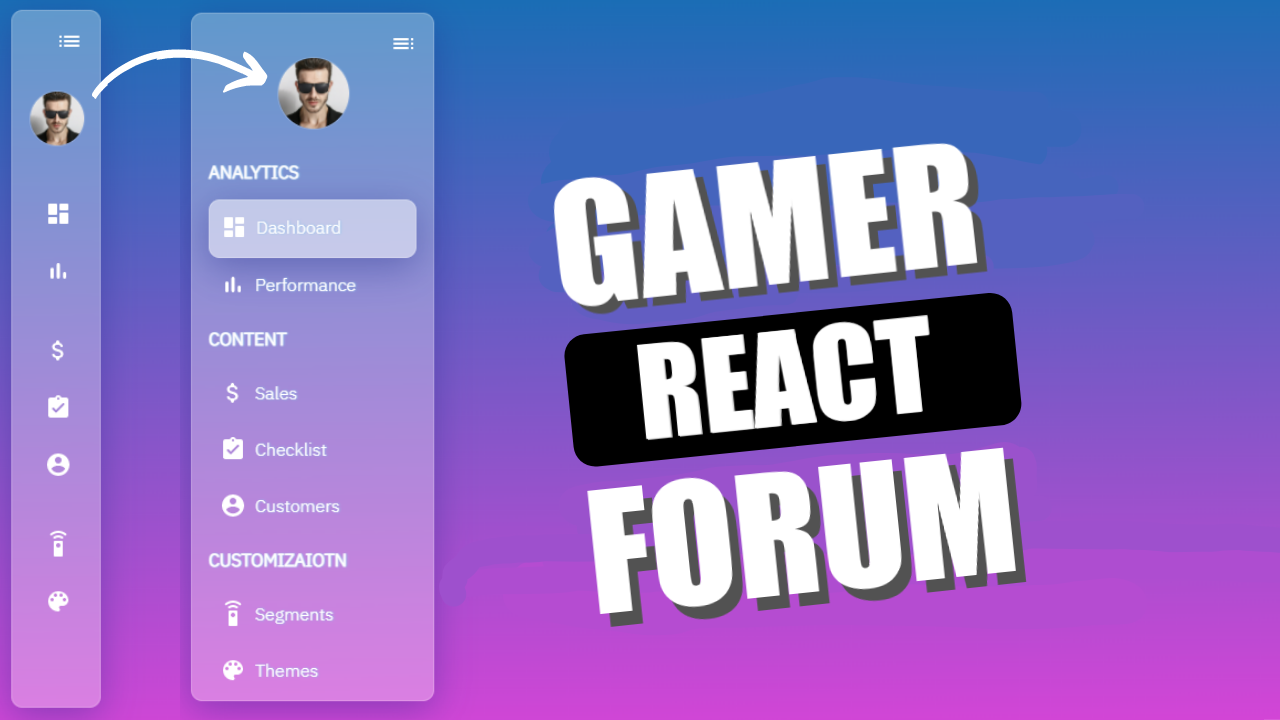 ANALYTICS
Dashboard
Performance
CONTENT
Sales
Checklist
Customers
CUSTOMIZAIOTN
Segments
Themes
GAMER
REACT
FORUM